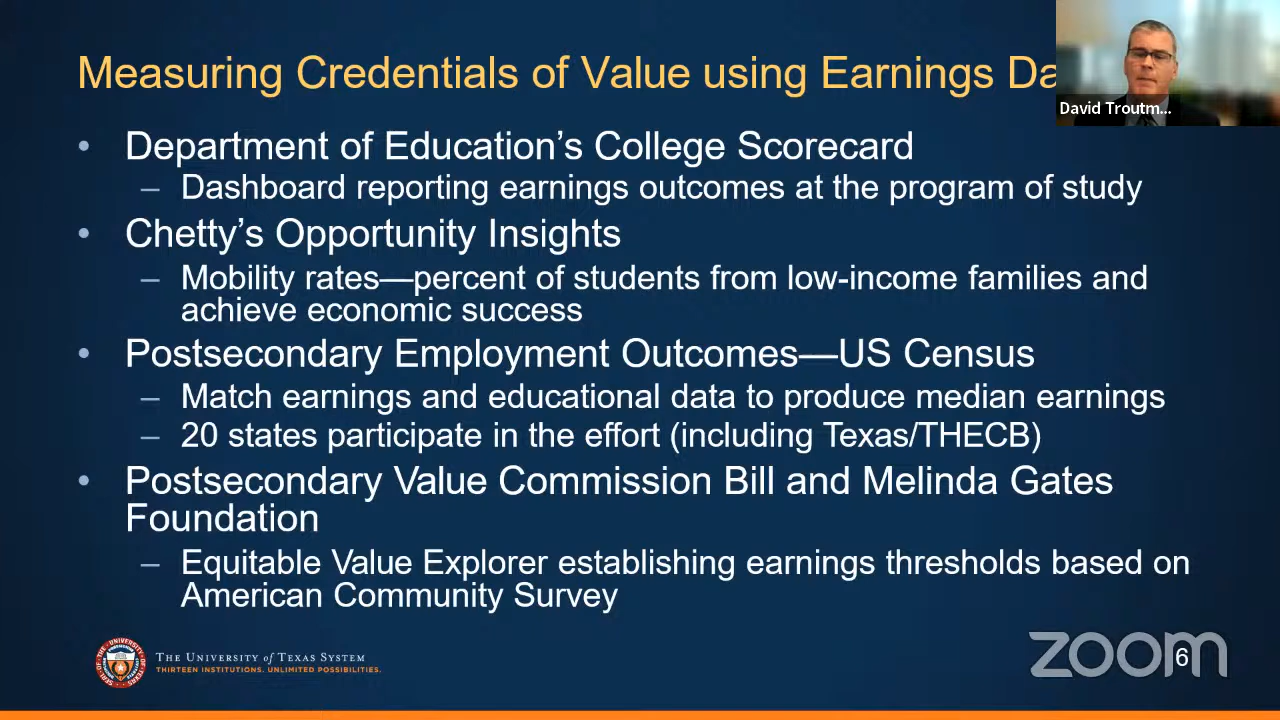 Measuring Credentials of Value using Earnings Da
David Troutm...
• Department of Education’s College Scorecard
– Dashboard reporting earnings outcomes at the program of study
• Chetty’s Opportunity Insights
– Mobility rates—percent of students from low-income families and
achieve economic success
• Postsecondary Employment Outcomes—US Census
– Match earnings and educational data to produce median earnings
– 20 states participate in the effort (including Texas/THECB)
• Postsecondary Value Commission Bill and Melinda Gates
Foundation
– Equitable Value Explorer establishing earnings thresholds based on
American Community Survey
THE UNIVERSITY of TEXAS SYSTEM
THIRTEEN INSTITUTIONS. UNLIMITED POSSIBILITIES.
zoom
6